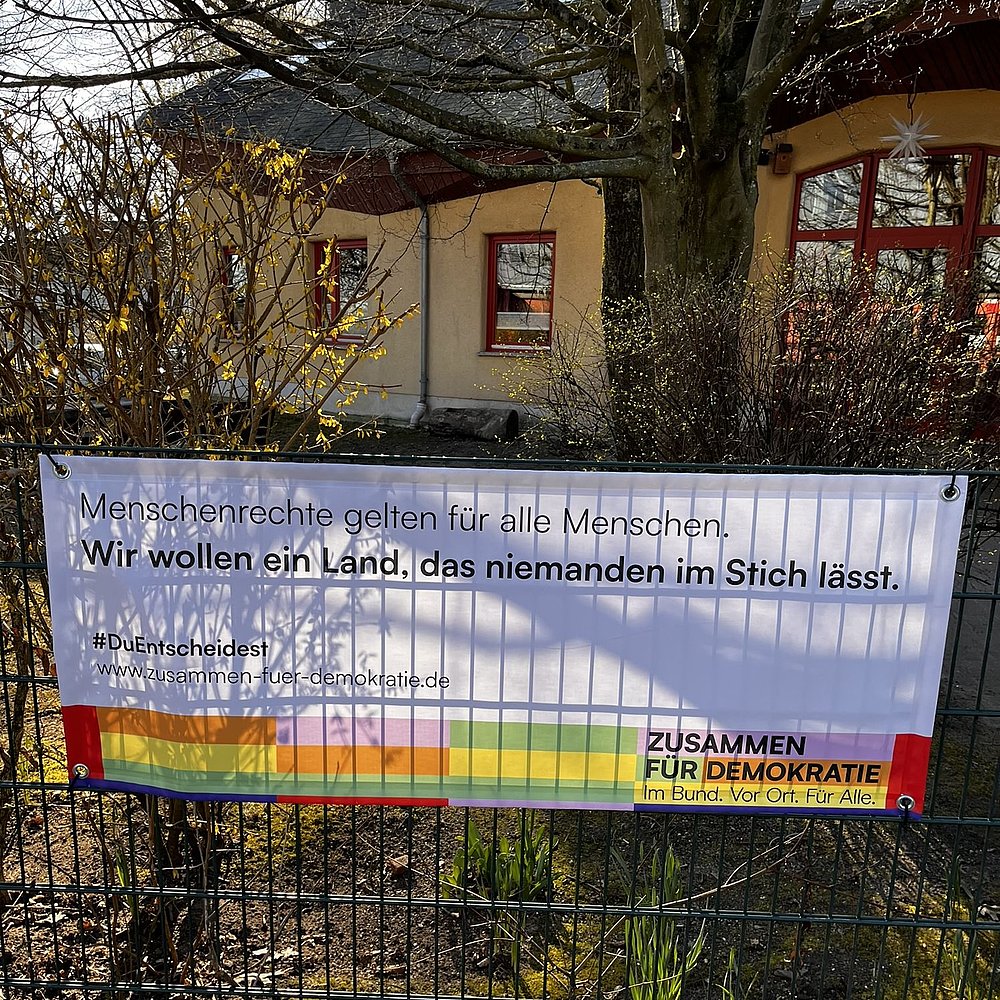 Menschenrechte gelten für alle Menschen.
Wir wollen ein Land, das niemanden im Stich lässt.
#DuEntscheidest
www.zusammen-fuer-demokratie.de
ZUSAMMEN
FÜR DEMOKRATIE
Im Bund. Vor Ort. Für Alle.